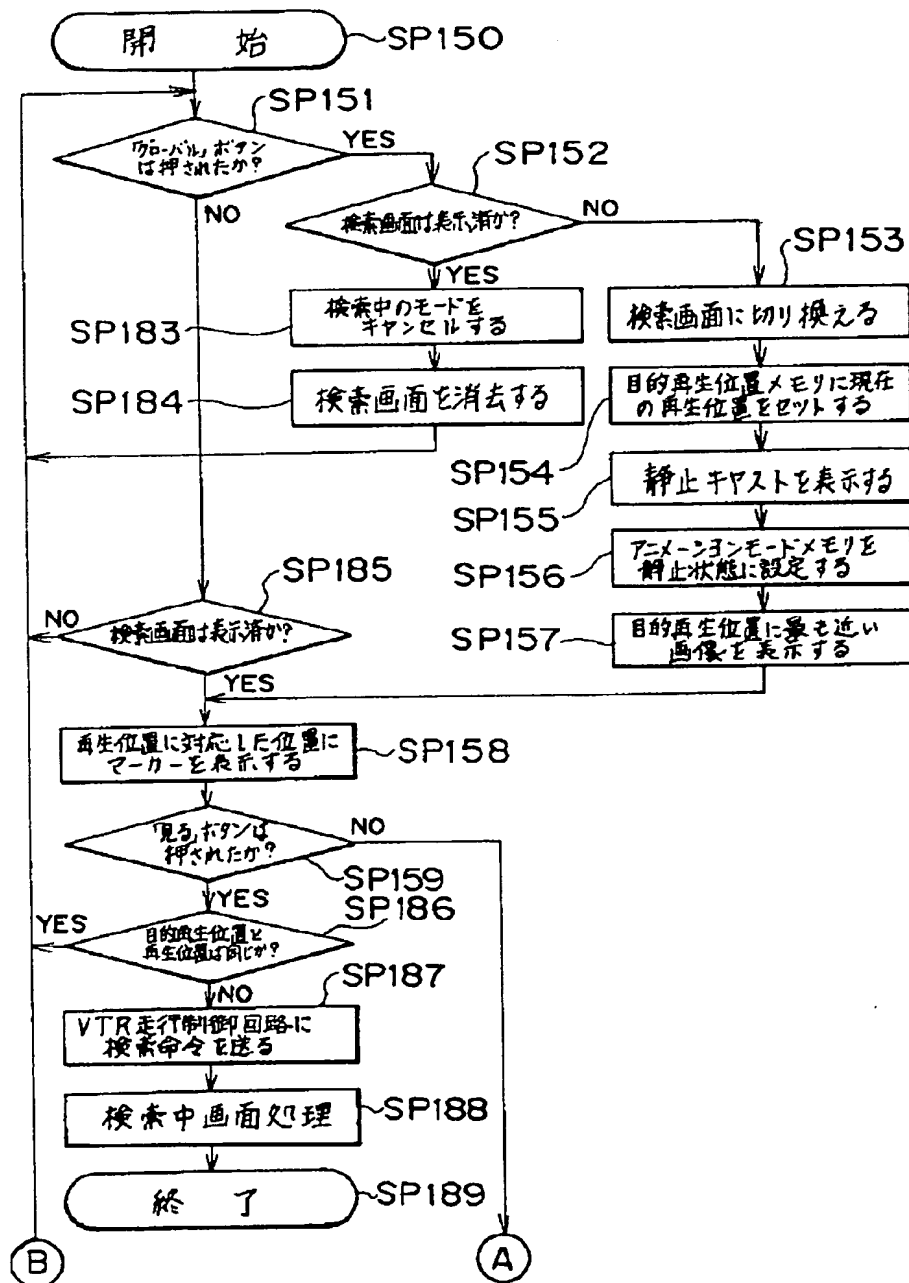 開始
SP150
SP151
「グローバル」ボタン
は押されたか?
YES
NO
SP152
検索画面は表示済か?
NO
YES
SP153
検索画面に切り換える
SP183
検索中のモードを
キャンセルする
SP184
検索画面を消去する
目的再生位置メモリに現在
の再生位置をセットする
SP154
静止キャストを表示する
SP155
アニメーションモードメモリを
静止状態に設定する
SP156
SP185
検索画面は表示済か?
NO
YES
目的再生位置に最も近い
画像を表示する
SP157
再生位置に対応した位置に
マーカーを表示する
SP158
「見る」ボタンは
押されたか?
NO
SP159
YES
SP186
目的再生位置と
再生位置は同じか?
YES
NO
SP187
VTR走行制御回路に
検索命令を送る
検索中画面処理
SP188
終了
SP189
B
A